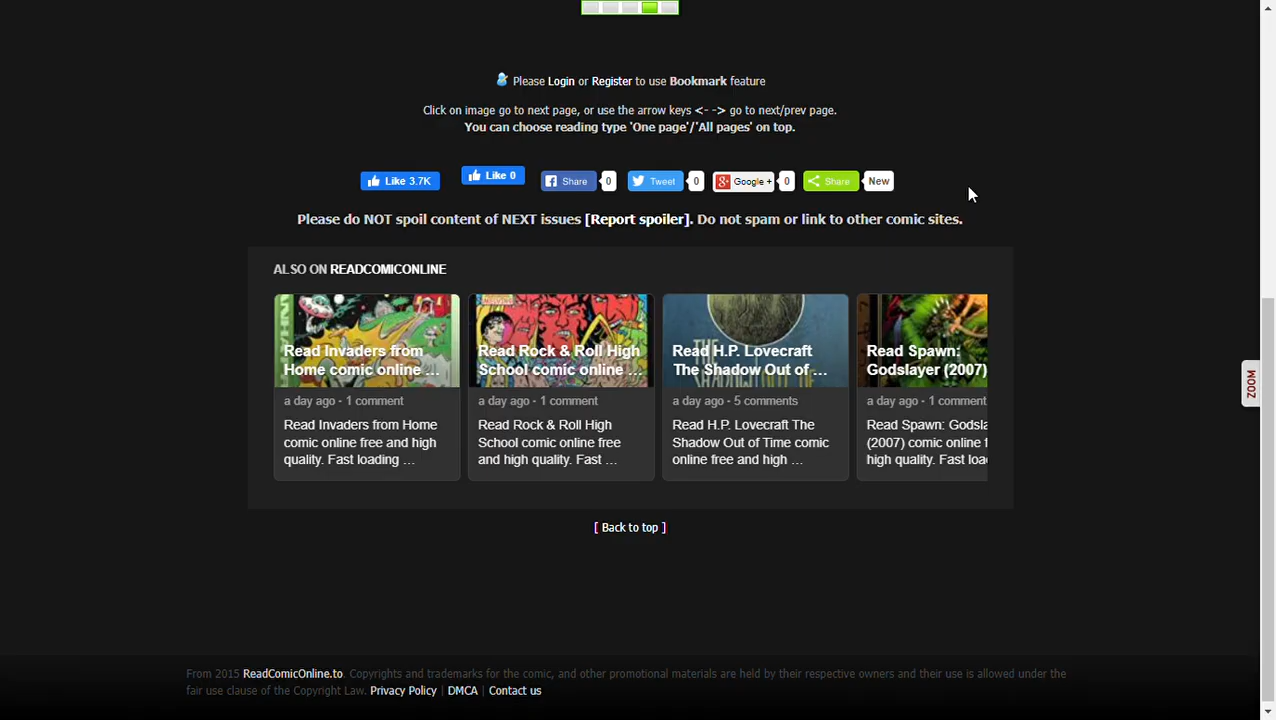 Please Login or Register to use Bookmark feature
Click on image go to next page, or use the arrow keys <- -> go to next/prev page.
You can choose reading type 'One page'/'All pages' on top.
Like 3.7K Like 0 Share 0 Tweet 0 Google + 0 Share New
Please do NOT spoil content of NEXT issues [Report spoiler]. Do not spam or link to other comic sites.
ALSO ON READCOMICONLINE
Read Invaders from
Home comic online ...
a day ago - 1 comment
Read Invaders from Home
comic online free and high
quality. Fast loading ...
Read Rock & Roll High
School comic online ...
a day ago - 1 comment
Read Rock & Roll High
School comic online free
and high quality. Fast ...
Read H.P. Lovecraft
The Shadow Out of ...
a day ago - 5 comments
Read H.P. Lovecraft The
Shadow Out of Time comic
online free and high ...
Read Spawn:
Godslayer (2007)
a day ago - 1 comment
Read Spawn: Godsla
(2007) comic online f
high quality. Fast loa
ZOOM
[ Back to top ]
From 2015 ReadComicOnline.to. Copyrights and trademarks for the comic, and other promotional materials are held by their respective owners and their use is allowed under the
fair use clause of the Copyright Law. Privacy Policy | DMCA | Contact us